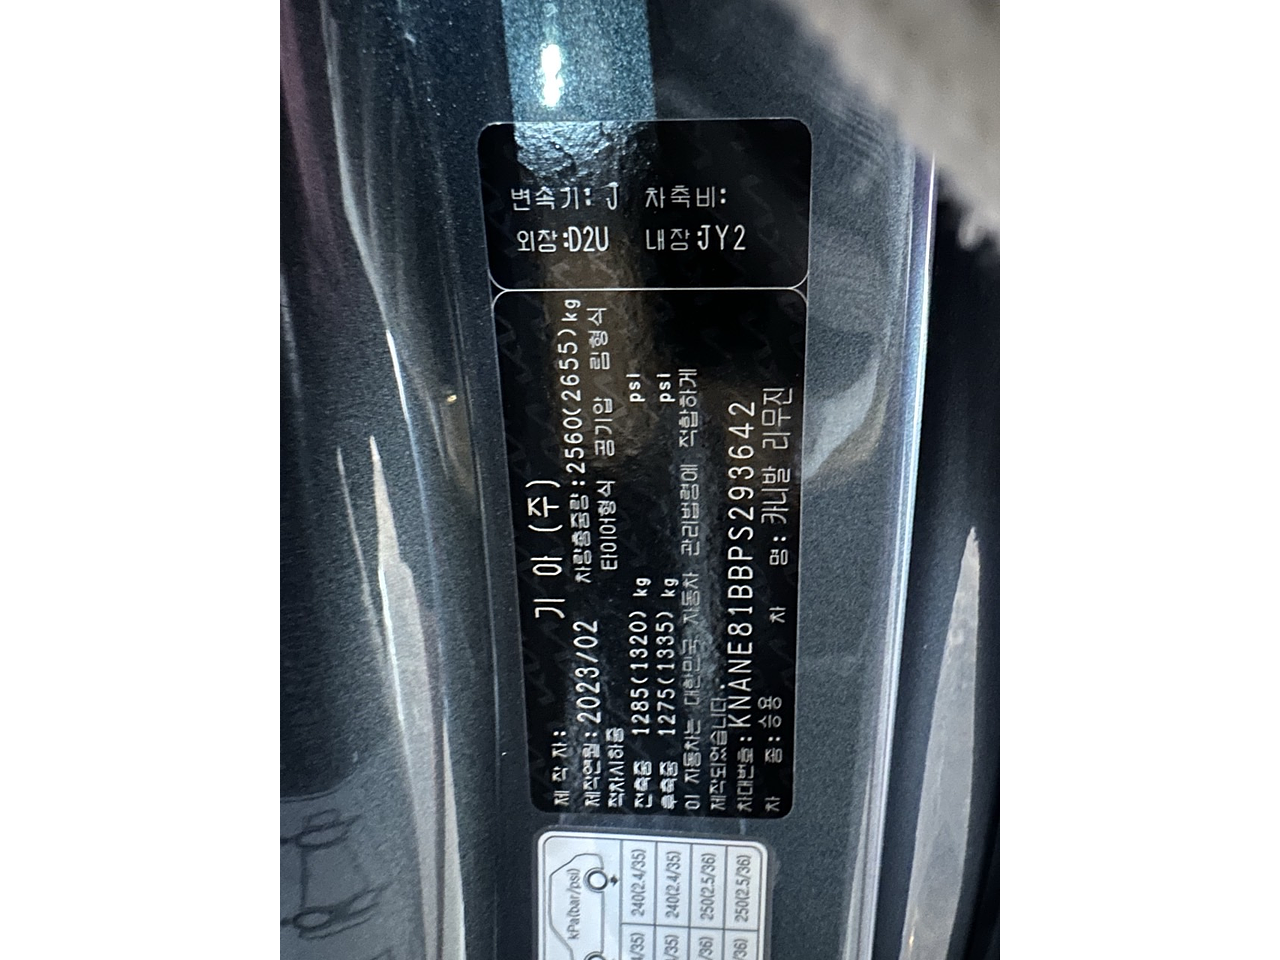 변속기: J 차축비:
외장:D2U 내장:JY2
제 작 자: 기 아 (주)
제작연월:2023/02 차량총중량:2560(2655)kg
적차시하중 타이어형식 공기압 림형식
전축중 1285(1320) kg psi
후축중 1275(1335) kg psi
이 자동차는 대한민국 자동차 관리법령에 적합하게
제작되었습니다.
차대번호:KNANE81BBPS293642
차 종:승용 차 명:카니발 리무진
kPa(bar/psi)
240(2.4/35)
240(2.4/35)
250(2.5/36)
250(2.5/36)